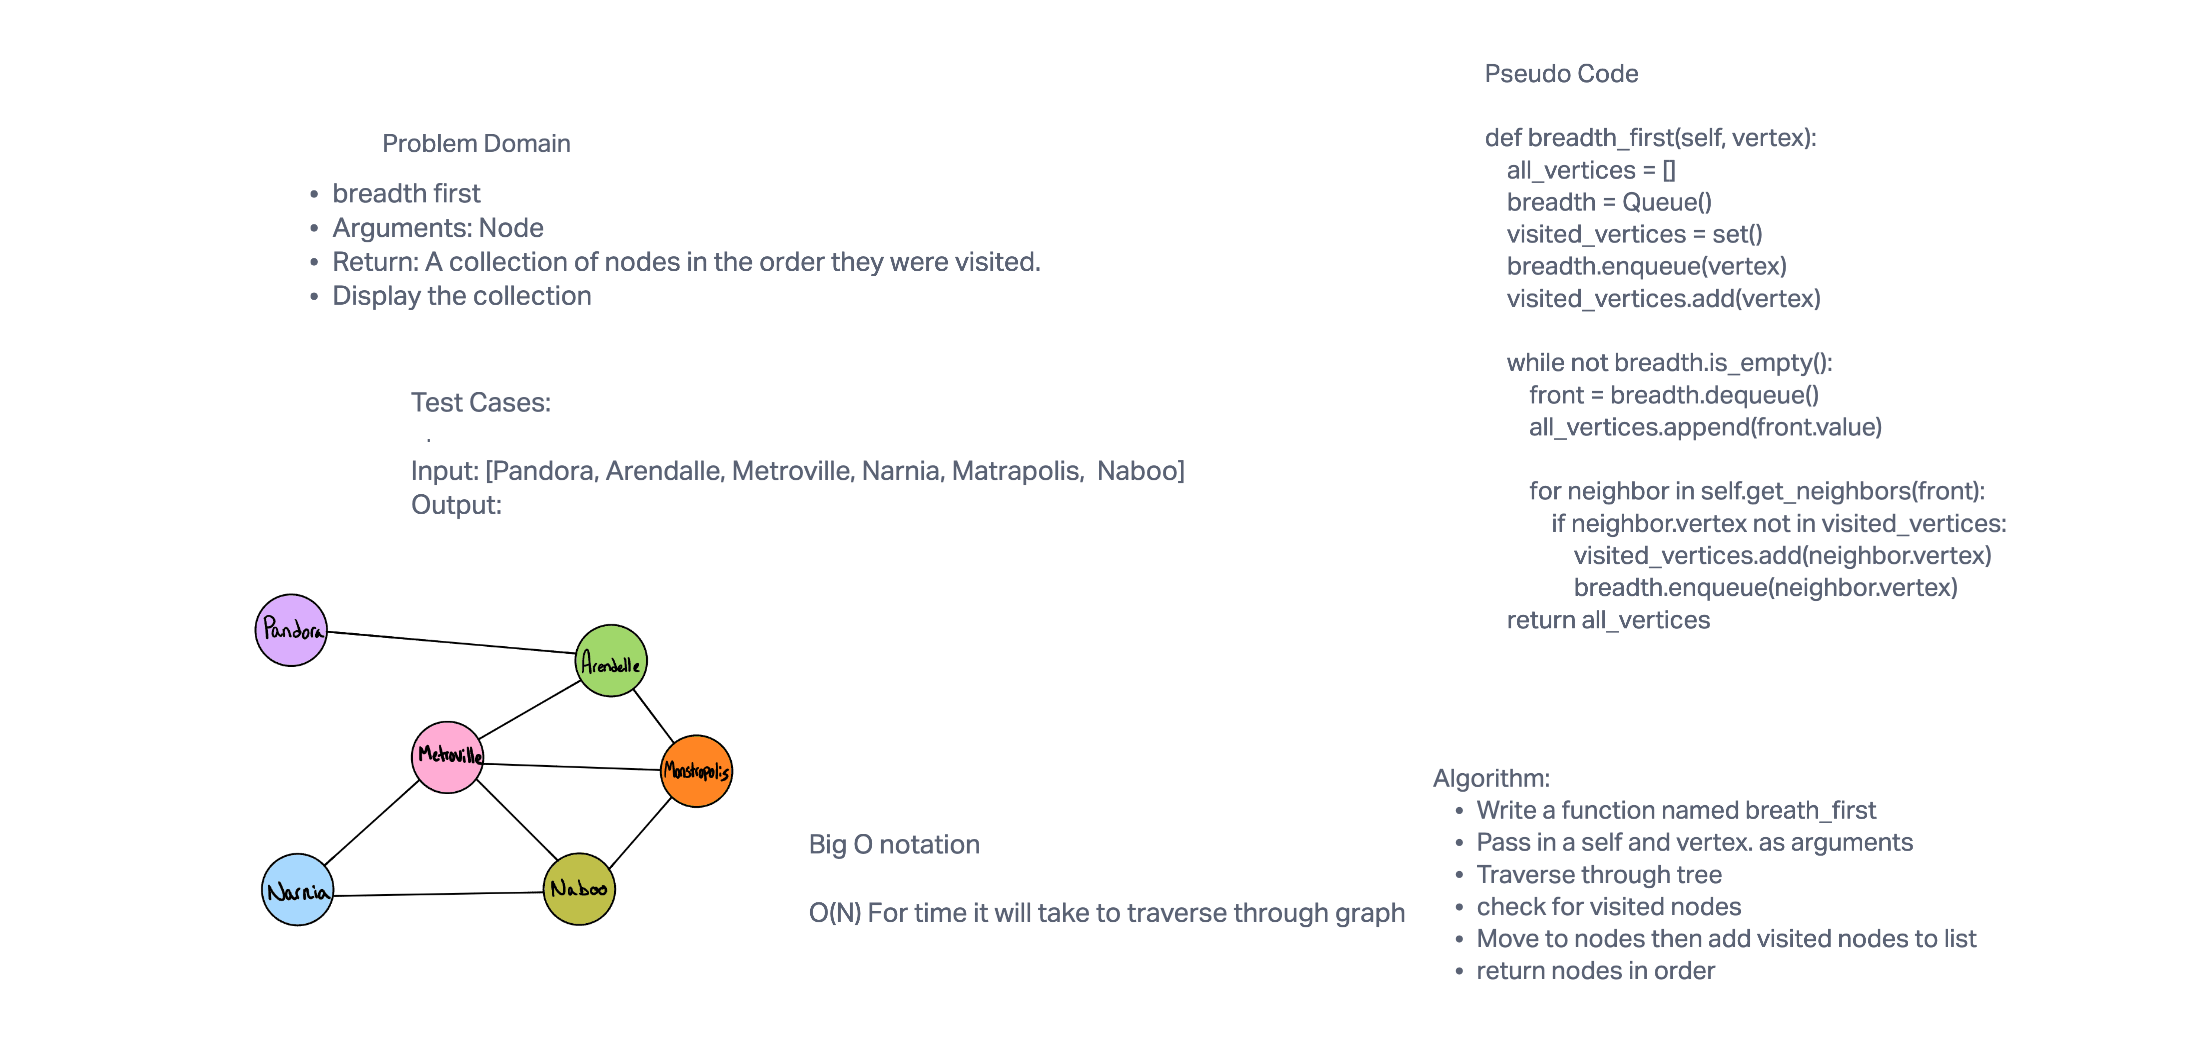 Problem Domain
• breadth first
• Arguments: Node
• Return: A collection of nodes in the order they were visited.
• Display the collection
Test Cases:
.
Input: [Pandora, Arendalle, Metroville, Narnia, Matrapolis,  Naboo]
Output:
Pandora
Arendelle
Metroville
Monstropolis
Narnia
Naboo
Big O notation
O(N) For time it will take to traverse through graph
Pseudo Code
def breadth_first(self, vertex):
all_vertices = []
breadth = Queue()
visited_vertices = set()
breadth.enqueue(vertex)
visited_vertices.add(vertex)
while not breadth.is_empty():
front = breadth.dequeue()
all_vertices.append(front.value)
for neighbor in self.get_neighbors(front):
if neighbor.vertex not in visited_vertices:
visited_vertices.add(neighbor.vertex)
breadth.enqueue(neighbor.vertex)
return all_vertices
Algorithm:
• Write a function named breath_first
• Pass in a self and vertex. as arguments
• Traverse through tree
• check for visited nodes
• Move to nodes then add visited nodes to list
• return nodes in order